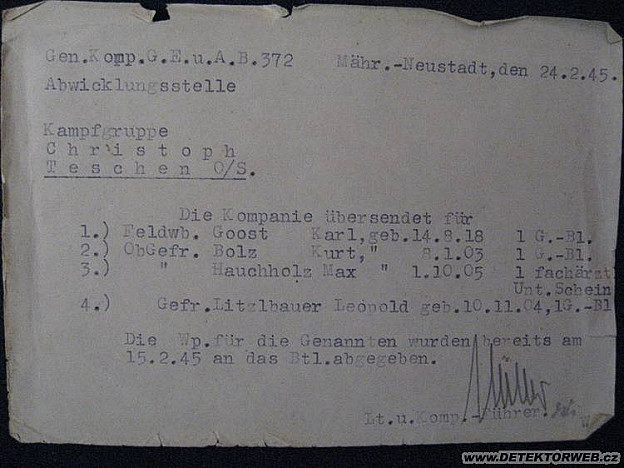 Gen.Komp.G.E.u.A.B.372 Mähr.-Neustadt,den 24.2.45.
Abwicklungsstelle
Kampfgruppe
Christoph
Teschen O/S.
Die Kompanie übersendet für
1.) Feldwb. Goost Karl,geb.14.8.18 1 G.-Bl.
2.) ObGefr. Bolz Kurt," 8.1.03 1 G.-Bl.
3.) " Hauchholz Max " 1.10.05 1 fachärzt
Unt.Schein
4.) Gefr.Litzlbauer Leopold geb.10.11.04,1G.-Bl
Die Wp.für die Genannten wurden bereits am
15.2.45 an das Btl.abgegeben.
Lt.u.Komp.-Führer.
www.DETEKTORWEB.cz